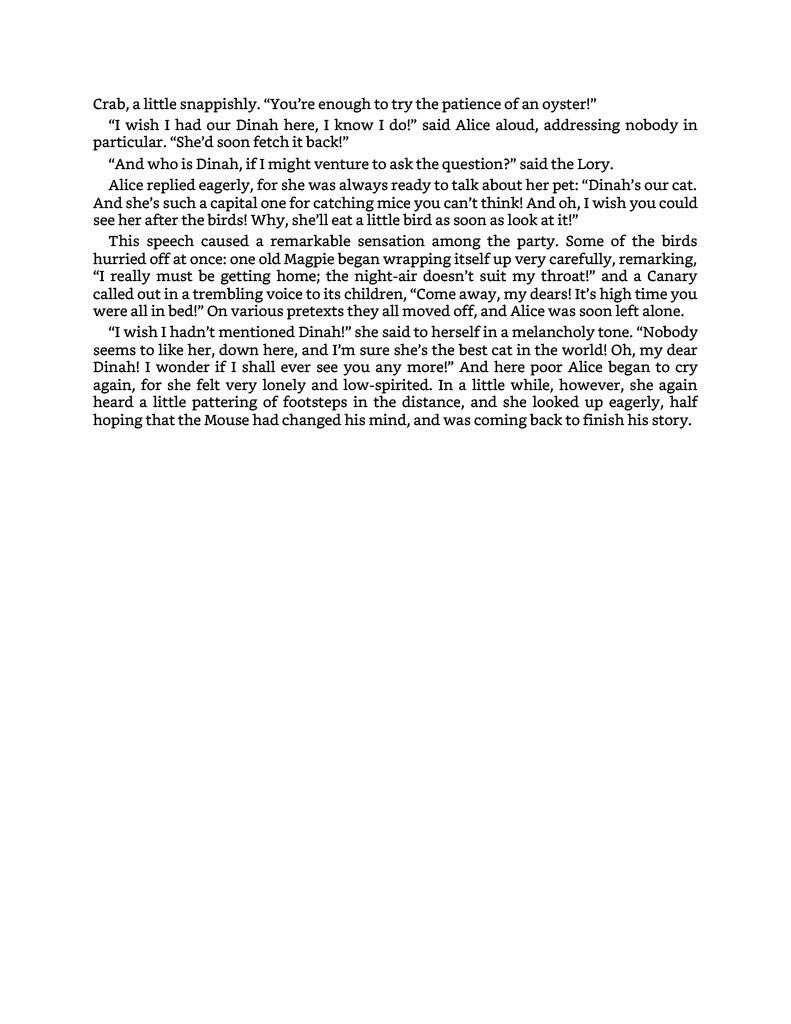 Crab, a little snappishly. “You’re enough to try the patience of an oyster!”
“I wish I had our Dinah here, I know I do!” said Alice aloud, addressing nobody in
particular. “She’d soon fetch it back!”
“And who is Dinah, if I might venture to ask the question?” said the Lory.
Alice replied eagerly, for she was always ready to talk about her pet: “Dinah’s our cat.
And she’s such a capital one for catching mice you can’t think! And oh, I wish you could
see her after the birds! Why, she’ll eat a little bird as soon as look at it!”
This speech caused a remarkable sensation among the party. Some of the birds
hurried off at once: one old Magpie began wrapping itself up very carefully, remarking,
“I really must be getting home; the night-air doesn’t suit my throat!” and a Canary
called out in a trembling voice to its children, “Come away, my dears! It’s high time you
were all in bed!” On various pretexts they all moved off, and Alice was soon left alone.
“I wish I hadn’t mentioned Dinah!” she said to herself in a melancholy tone. “Nobody
seems to like her, down here, and I’m sure she’s the best cat in the world! Oh, my dear
Dinah! I wonder if I shall ever see you any more!” And here poor Alice began to cry
again, for she felt very lonely and low-spirited. In a little while, however, she again
heard a little pattering of footsteps in the distance, and she looked up eagerly, half
hoping that the Mouse had changed his mind, and was coming back to finish his story.